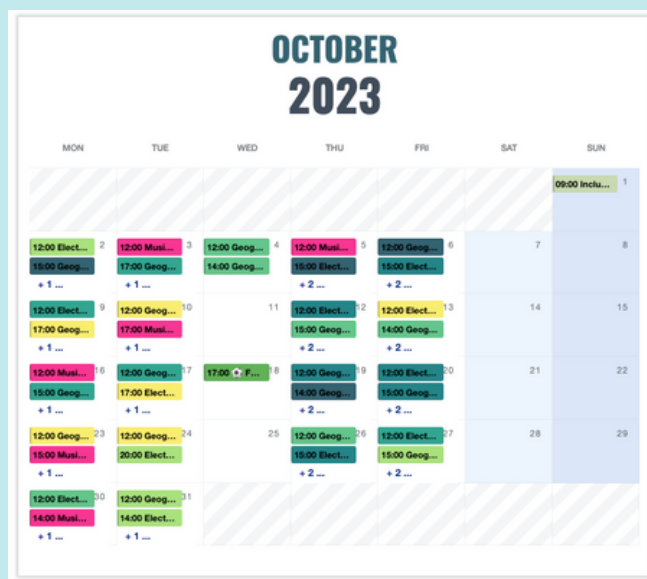 OCTOBER
2023
MON
TUE
WED
THU
FRI
SAT
SUN
09:00 Inclu...
1
12:00 Elect...
2
15:00 Geog...
+ 1 ...
12:00 Musi...
3
17:00 Geog...
+ 1 ...
12:00 Geog...
4
14:00 Geog...
12:00 Musi...
5
15:00 Elect...
+ 2 ...
12:00 Geog...
6
15:00 Elect...
+ 2 ...
7
8
12:00 Elect...
9
17:00 Geog...
+ 1 ...
12:00 Geog...
10
17:00 Musi...
+ 1 ...
11
12:00 Elect...
12
15:00 Geog...
+ 2 ...
12:00 Elect...
13
14:00 Geog...
+ 2 ...
14
15
12:00 Musi...
16
15:00 Geog...
+ 1 ...
12:00 Geog...
17
17:00 Elect...
+ 1 ...
17:00 ⚽ F...
18
12:00 Geog...
19
14:00 Geog...
+ 2 ...
12:00 Elect...
20
15:00 Geog...
+ 2 ...
21
22
12:00 Geog...
23
15:00 Musi...
+ 1 ...
12:00 Geog...
24
20:00 Elect...
25
12:00 Geog...
26
15:00 Elect...
+ 2 ...
12:00 Elect...
27
15:00 Geog...
+ 2 ...
28
29
12:00 Elect...
30
14:00 Musi...
+ 1 ...
12:00 Geog...
31
14:00 Elect...
+ 1 ...